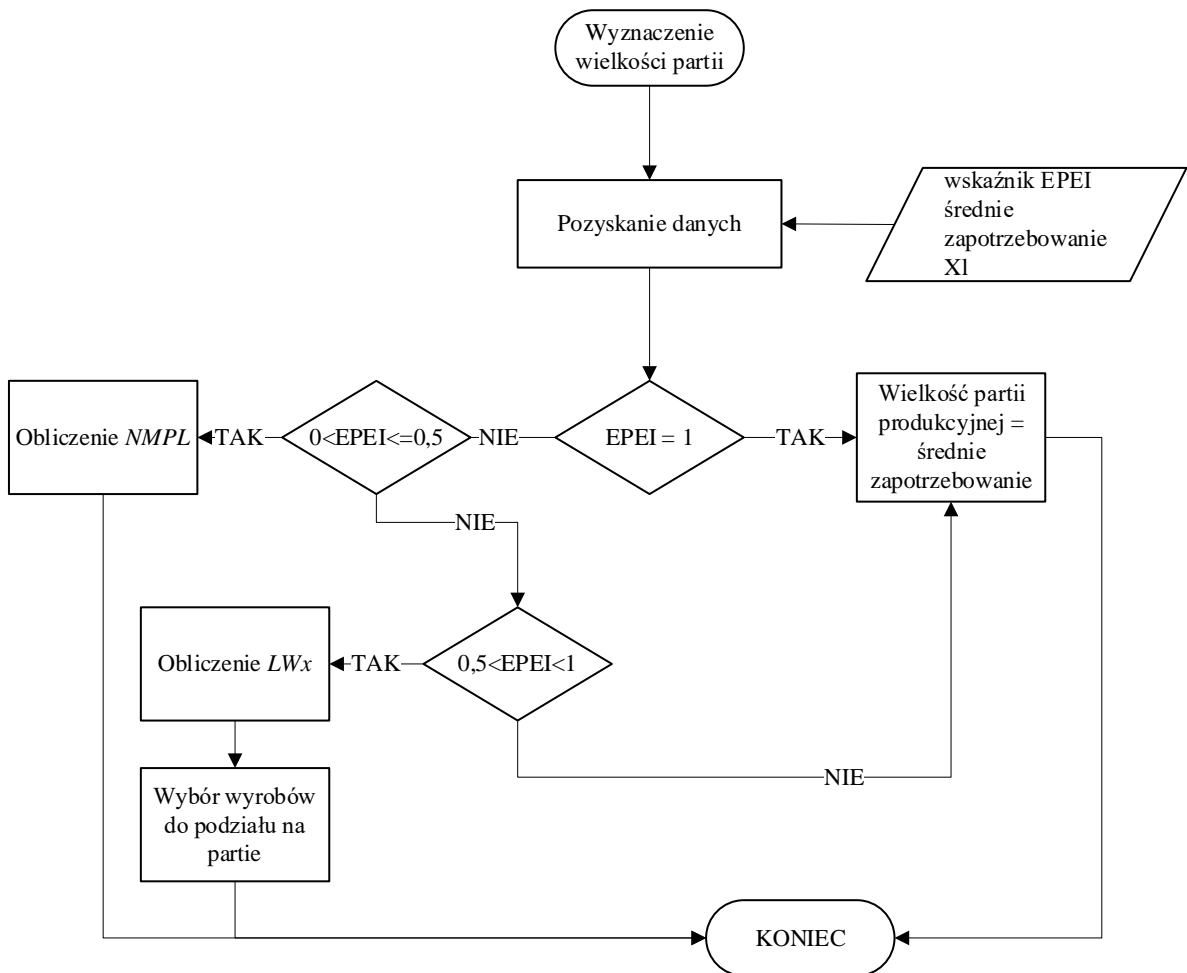 Wyznaczenie
wielkości partii
Pozyskanie danych
wskaźnik EPEI
średnie
zapotrzebowanie
Xl
Obliczenie NMPL
TAK
0<EPEI<=0,5
NIE
EPEI = 1
TAK
Wielkość partii
produkcyjnej =
średnie
zapotrzebowanie
NIE
Obliczenie LWx
TAK
0,5<EPEI<1
NIE
Wybór wyrobów
do podziału na
partie
KONIEC